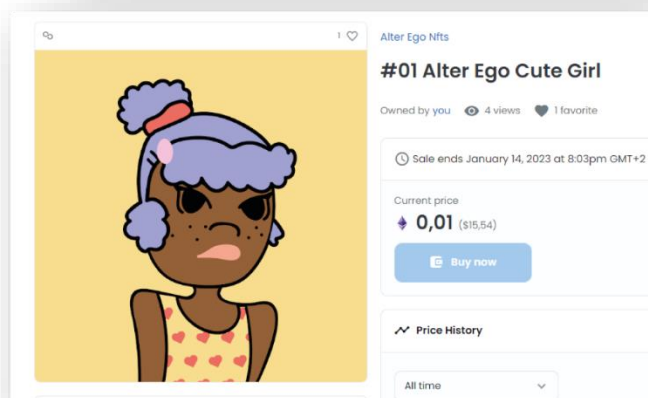 1
Alter Ego Nfts
#01 Alter Ego Cute Girl
Owned by you 4 views 1 favorite
Sale ends January 14, 2023 at 8:03pm GMT+2
Current price
0,01 ($15,54)
Buy now
Price History
All time